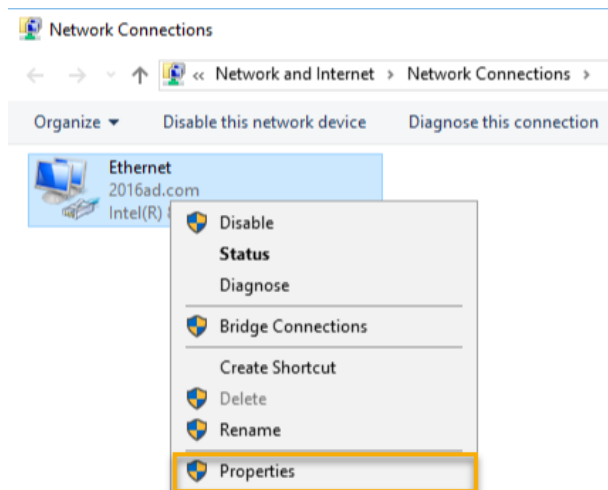 Network Connections
« Network and Internet › Network Connections ›
Organize Disable this network device Diagnose this connection
Ethernet
2016ad.com
Intel(R)
Disable
Status
Diagnose
Bridge Connections
Create Shortcut
Delete
Rename
Properties